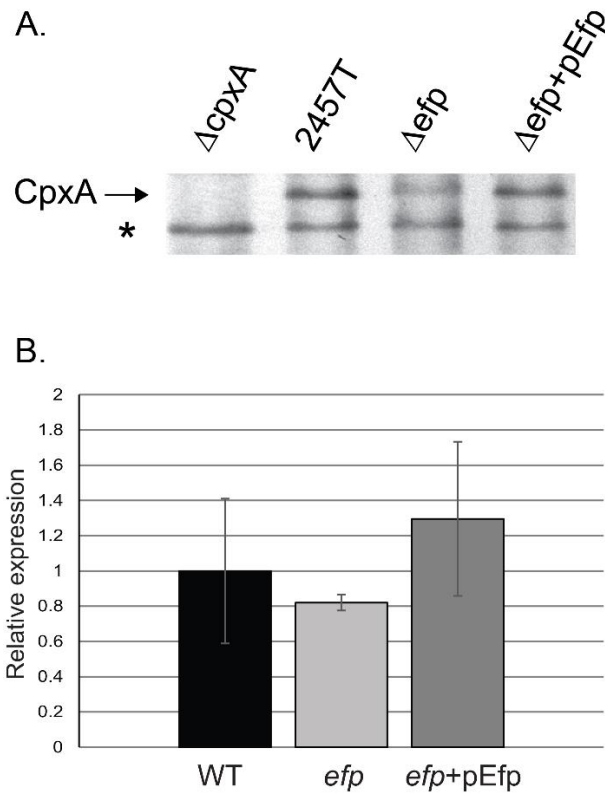 A.
ΔcpxA 2457T Δefp Δefp+pEfp
CpxA →
*
B.
2
1.8
1.6
1.4
1.2
1
0.8
0.6
0.4
0.2
0
Relative expression
WT efp efp+pEfp